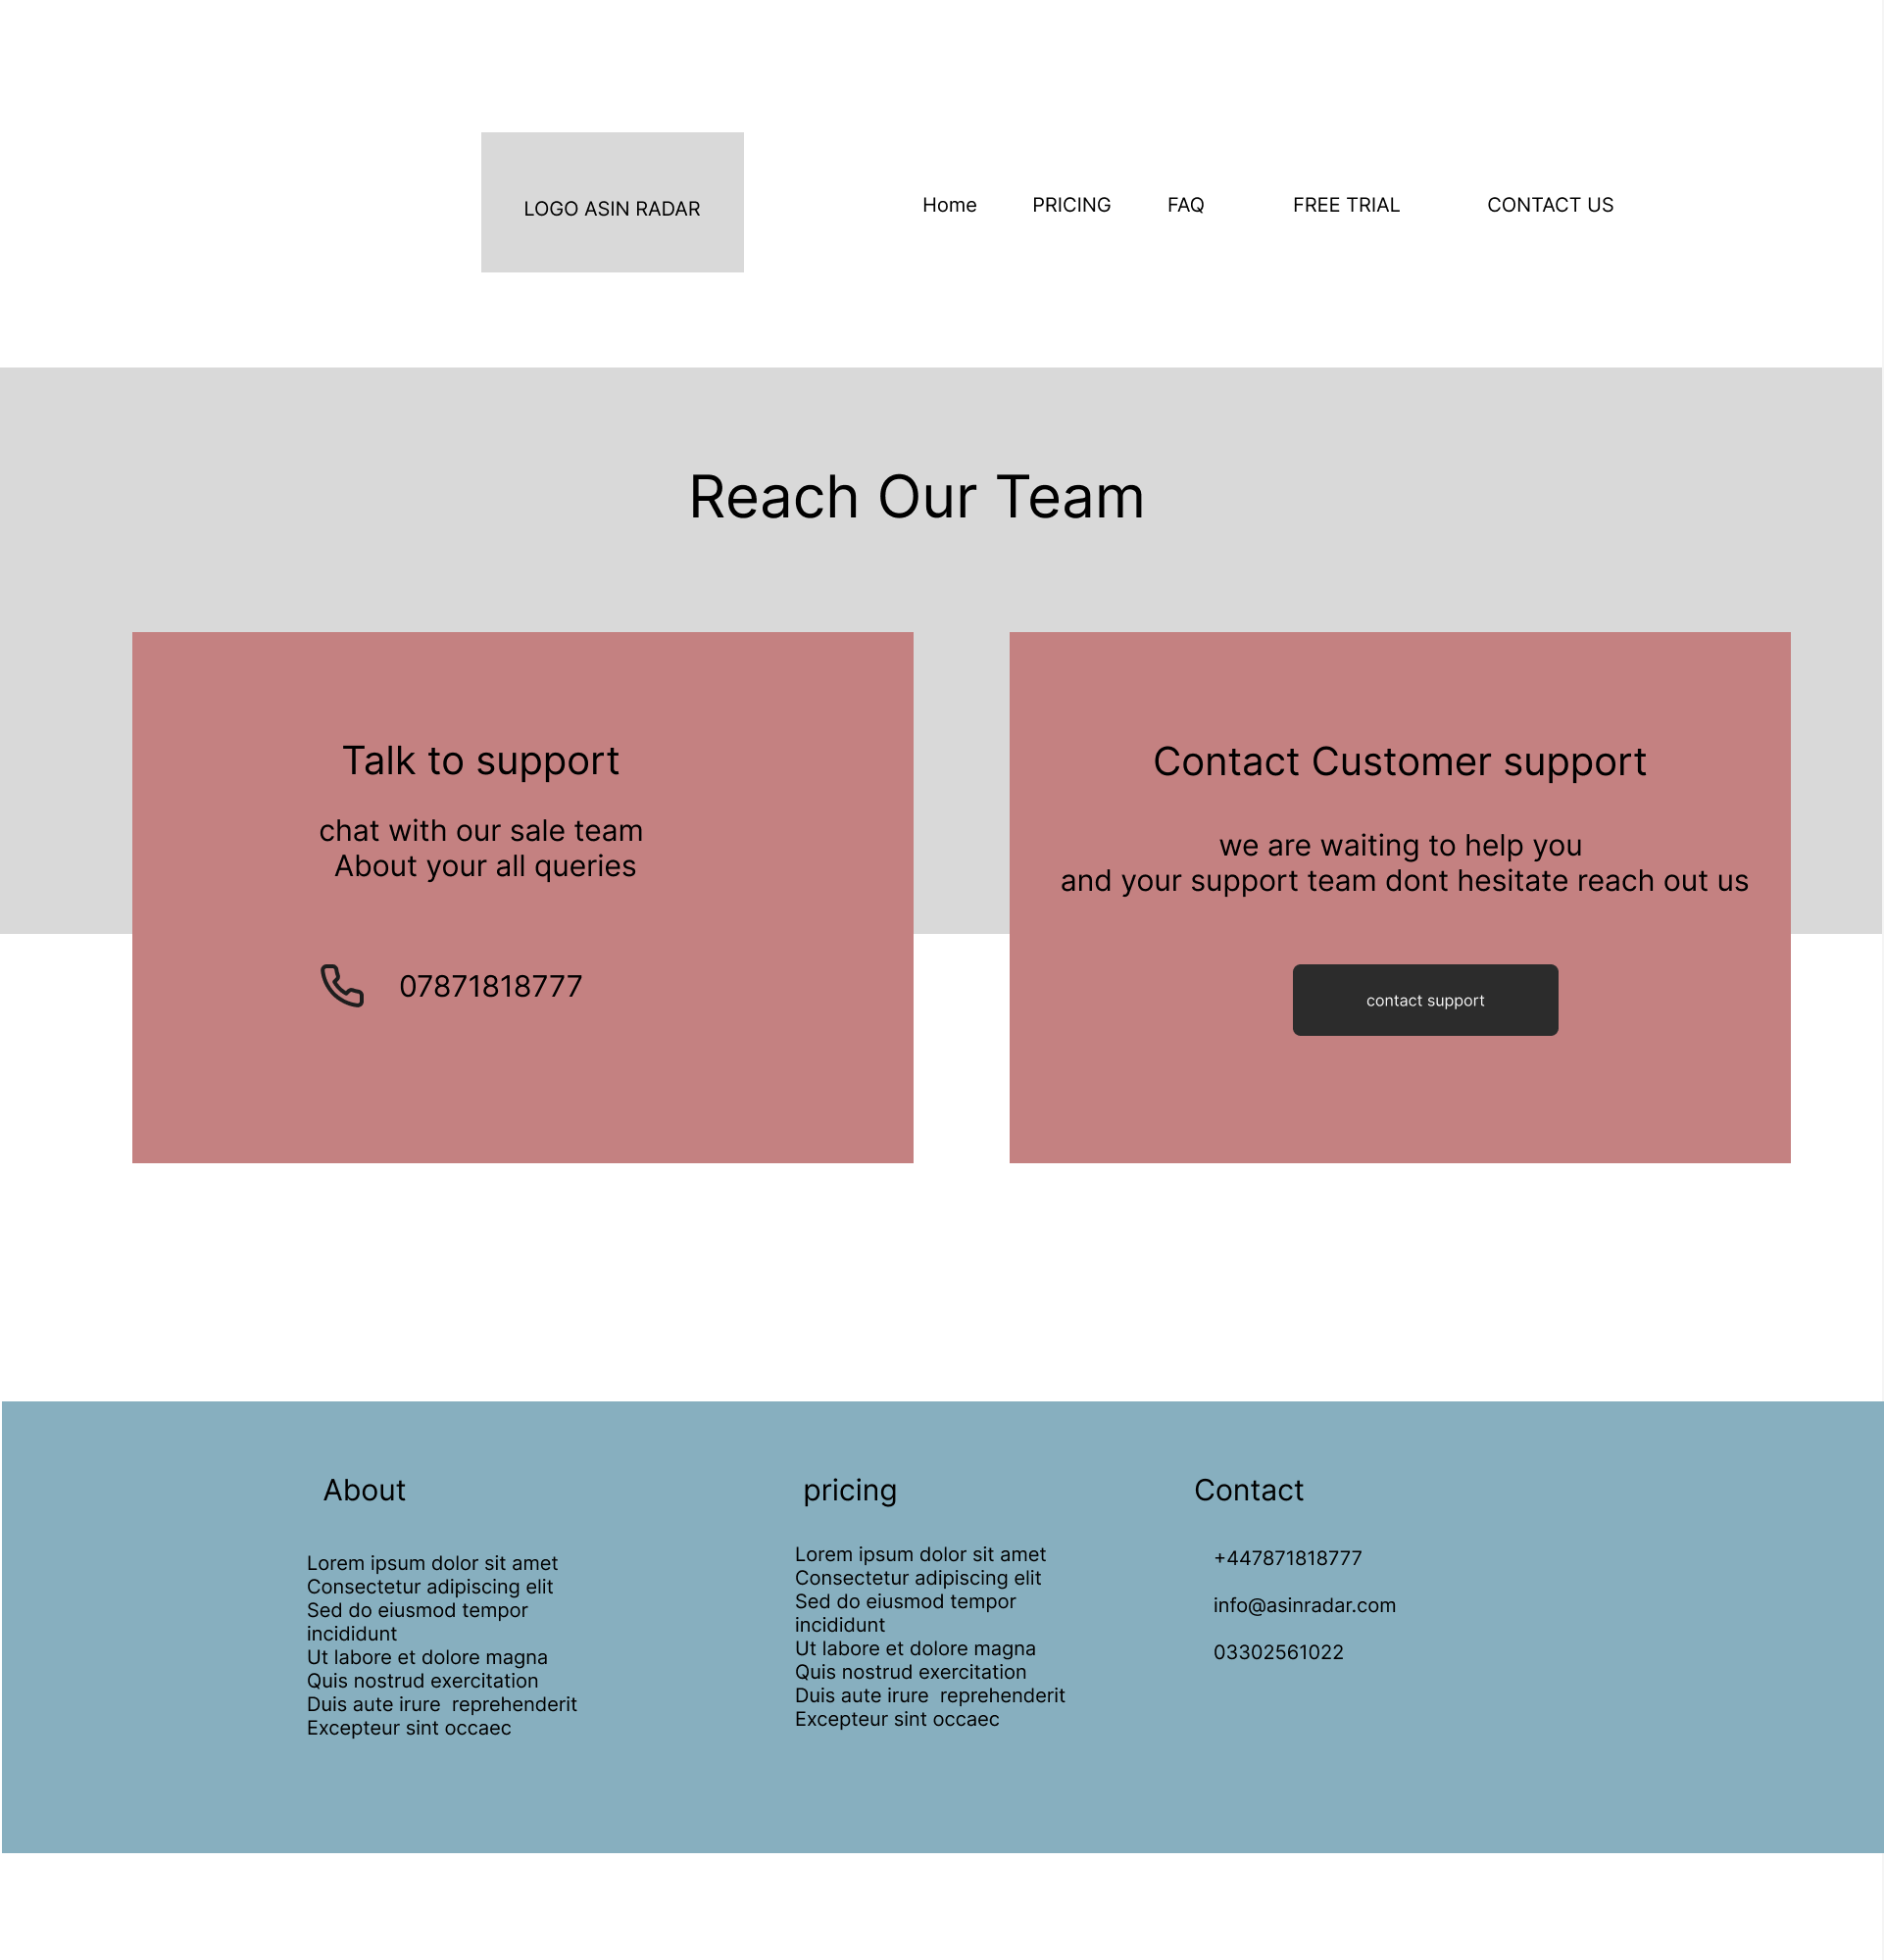 LOGO ASIN RADAR
Home
PRICING
FAQ
FREE TRIAL
CONTACT US
Reach Our Team
Talk to support
chat with our sale team
About your all queries
07871818777
Contact Customer support
we are waiting to help you
and your support team dont hesitate reach out us
contact support
About
Lorem ipsum dolor sit amet
Consectetur adipiscing elit
Sed do eiusmod tempor
incididunt
Ut labore et dolore magna
Quis nostrud exercitation
Duis aute irure  reprehenderit
Excepteur sint occaec
pricing
Lorem ipsum dolor sit amet
Consectetur adipiscing elit
Sed do eiusmod tempor
incididunt
Ut labore et dolore magna
Quis nostrud exercitation
Duis aute irure  reprehenderit
Excepteur sint occaec
Contact
+447871818777
info@asinradar.com
03302561022